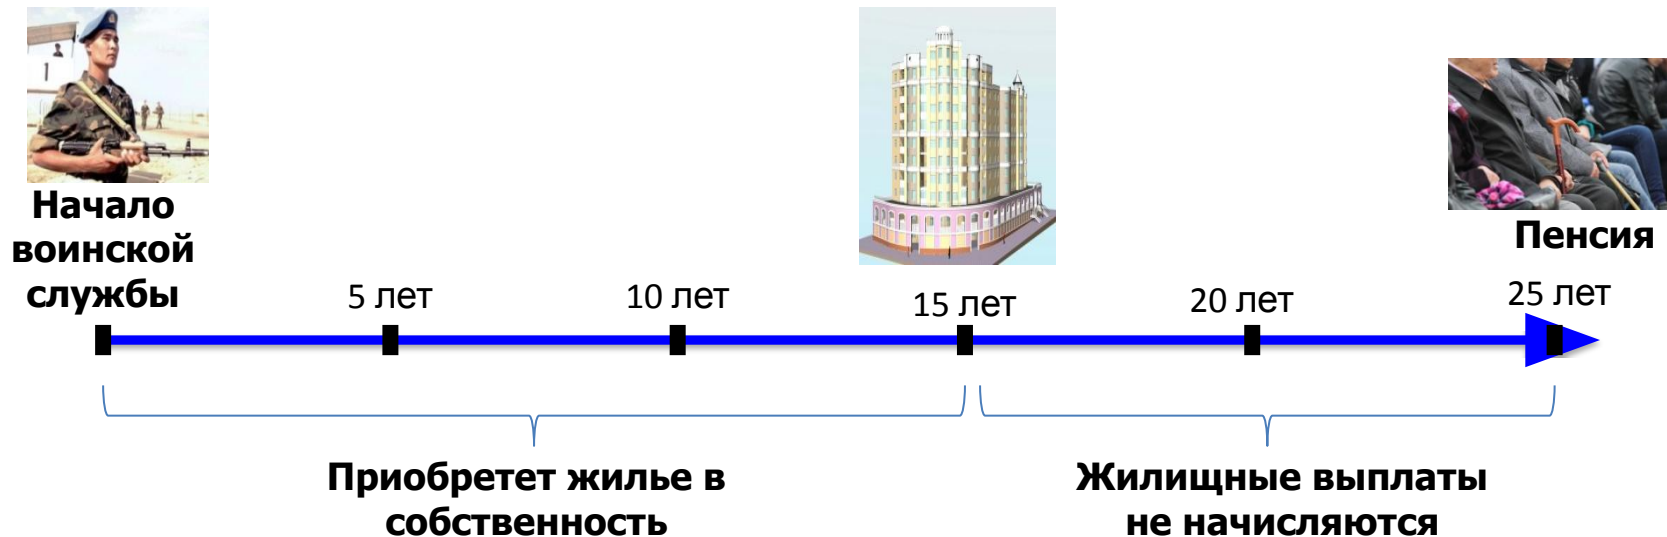 Начало
воинской
службы
5 лет
10 лет
15 лет
20 лет
25 лет
Пенсия
Приобретет жилье в
собственность
Жилищные выплаты
не начисляются
1